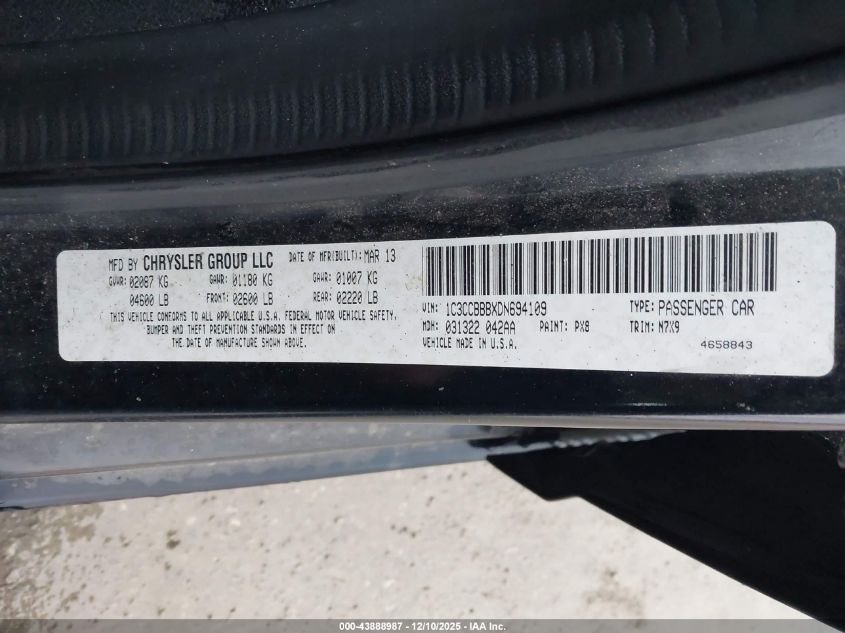 MFD BY CHRYSLER GROUP LLC DATE OF MFR(BUILT):MAR 13
GVWR: 02087 KG GAWR: 01180 KG GAWR: 01007 KG
04600 LB FRONT: 02600 LB REAR: 02220 LB
THIS VEHICLE CONFORMS TO ALL APPLICABLE U.S.A. FEDERAL MOTOR VEHICLE SAFETY,
BUMPER AND THEFT PREVENTION STANDARDS IN EFFECT ON
THE DATE OF MANUFACTURE SHOWN ABOVE.
VIN: 1C3CCBBBXDN694109 TYPE: PASSENGER CAR
MDH: 031322 042AA PAINT: PX8 TRIM: N7X9
VEHICLE MADE IN U.S.A. 4658843
000-43888987 - 12/10/2025 - IAA Inc.